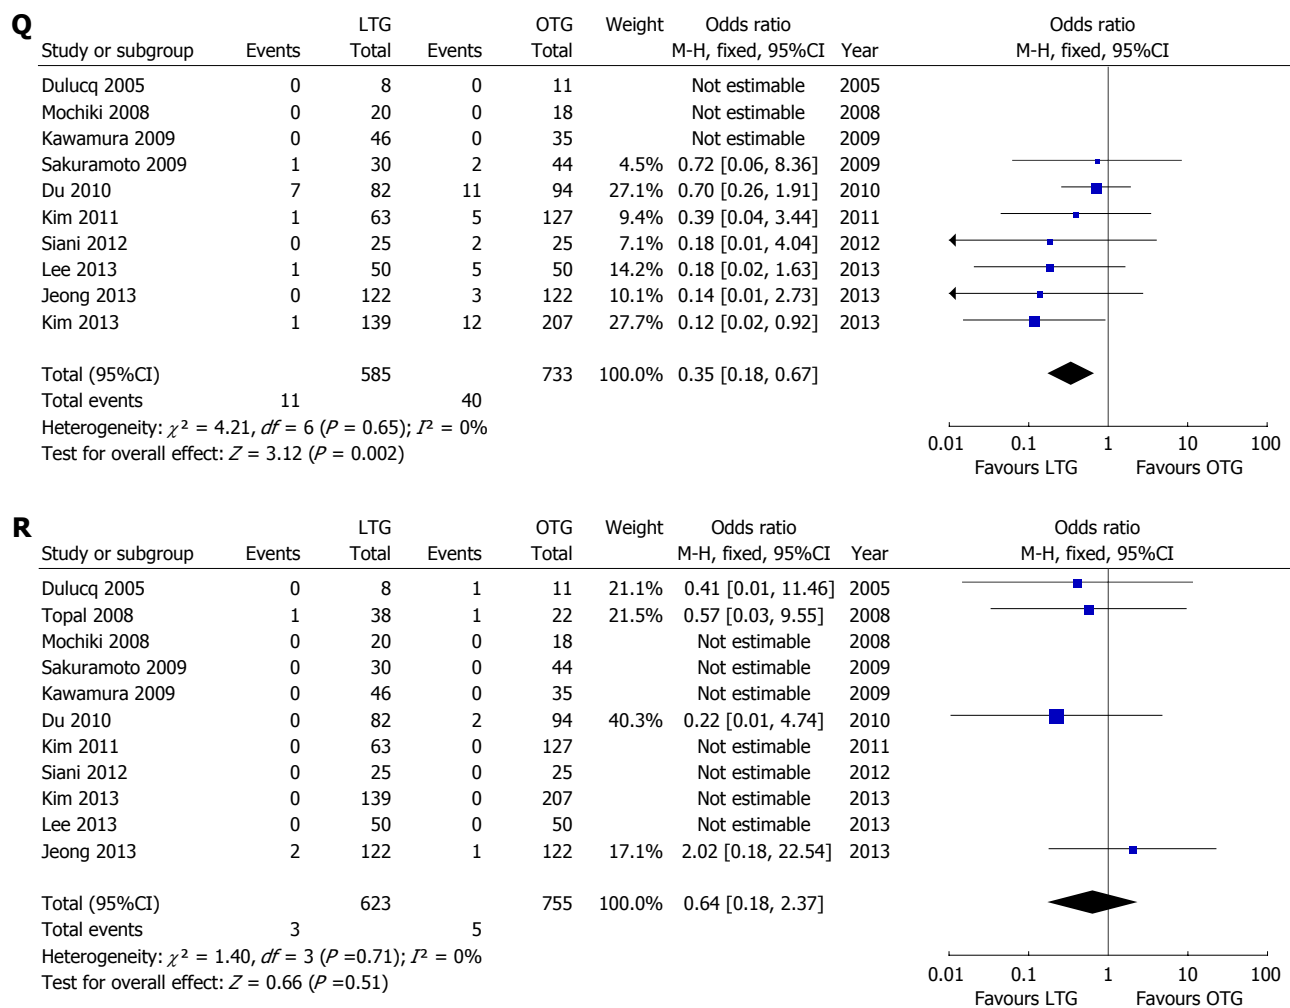 Q LTG OTG Weight Odds ratio Odds ratio
Study or subgroup Events Total Events Total M-H, fixed, 95%CI Year M-H, fixed, 95%CI
Dulucq 2005 0 8 0 11 Not estimable 2005
Mochiki 2008 0 20 0 18 Not estimable 2008
Kawamura 2009 0 46 0 35 Not estimable 2009
Sakuramoto 2009 1 30 2 44 4.5% 0.72 [0.06, 8.36] 2009
Du 2010 7 82 11 94 27.1% 0.70 [0.26, 1.91] 2010
Kim 2011 1 63 5 127 9.4% 0.39 [0.04, 3.44] 2011
Siani 2012 0 25 2 25 7.1% 0.18 [0.01, 4.04] 2012
Lee 2013 1 50 5 50 14.2% 0.18 [0.02, 1.63] 2013
Jeong 2013 0 122 3 122 10.1% 0.14 [0.01, 2.73] 2013
Kim 2013 1 139 12 207 27.7% 0.12 [0.02, 0.92] 2013
Total (95%CI) 585 733 100.0% 0.35 [0.18, 0.67]
Total events 11 40
Heterogeneity: χ² = 4.21, df = 6 (P = 0.65); I² = 0%
Test for overall effect: Z = 3.12 (P = 0.002)
0.01 0.1 1 10 100
Favours LTG Favours OTG
R LTG OTG Weight Odds ratio Odds ratio
Study or subgroup Events Total Events Total M-H, fixed, 95%CI Year M-H, fixed, 95%CI
Dulucq 2005 0 8 1 11 21.1% 0.41 [0.01, 11.46] 2005
Topal 2008 1 38 1 22 21.5% 0.57 [0.03, 9.55] 2008
Mochiki 2008 0 20 0 18 Not estimable 2008
Sakuramoto 2009 0 30 0 44 Not estimable 2009
Kawamura 2009 0 46 0 35 Not estimable 2009
Du 2010 0 82 2 94 40.3% 0.22 [0.01, 4.74] 2010
Kim 2011 0 63 0 127 Not estimable 2011
Siani 2012 0 25 0 25 Not estimable 2012
Kim 2013 0 139 0 207 Not estimable 2013
Lee 2013 0 50 0 50 Not estimable 2013
Jeong 2013 2 122 1 122 17.1% 2.02 [0.18, 22.54] 2013
Total (95%CI) 623 755 100.0% 0.64 [0.18, 2.37]
Total events 3 5
Heterogeneity: χ² = 1.40, df = 3 (P =0.71); I² = 0%
Test for overall effect: Z = 0.66 (P =0.51)
0.01 0.1 1 10 100
Favours LTG Favours OTG